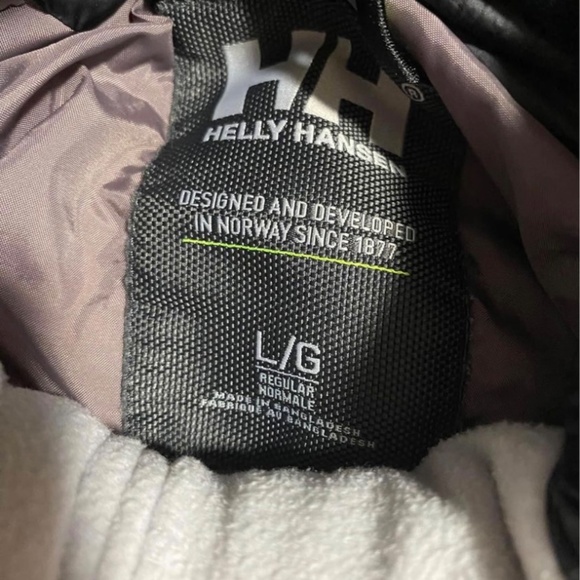 HH®
HELLY HANSEN
DESIGNED AND DEVELOPED
IN NORWAY SINCE 1877
L/G
REGULAR
NORMALE
MADE IN BANGLADESH
FABRIQUÉ AU BANGLADESH